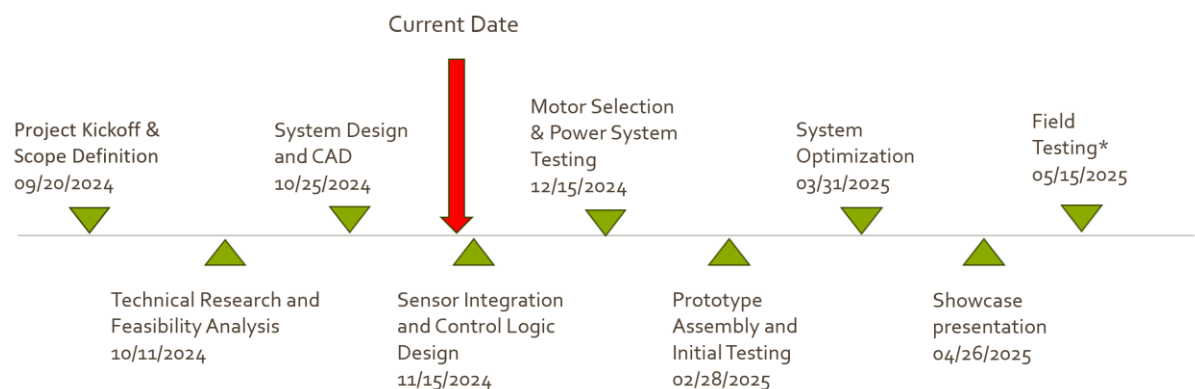 Current Date
Project Kickoff &
Scope Definition
09/20/2024
System Design
and CAD
10/25/2024
Motor Selection
& Power System
Testing
12/15/2024
System
Optimization
03/31/2025
Field
Testing*
05/15/2025
Technical Research and
Feasibility Analysis
10/11/2024
Sensor Integration
and Control Logic
Design
11/15/2024
Prototype
Assembly and
Initial Testing
02/28/2025
Showcase
presentation
04/26/2025